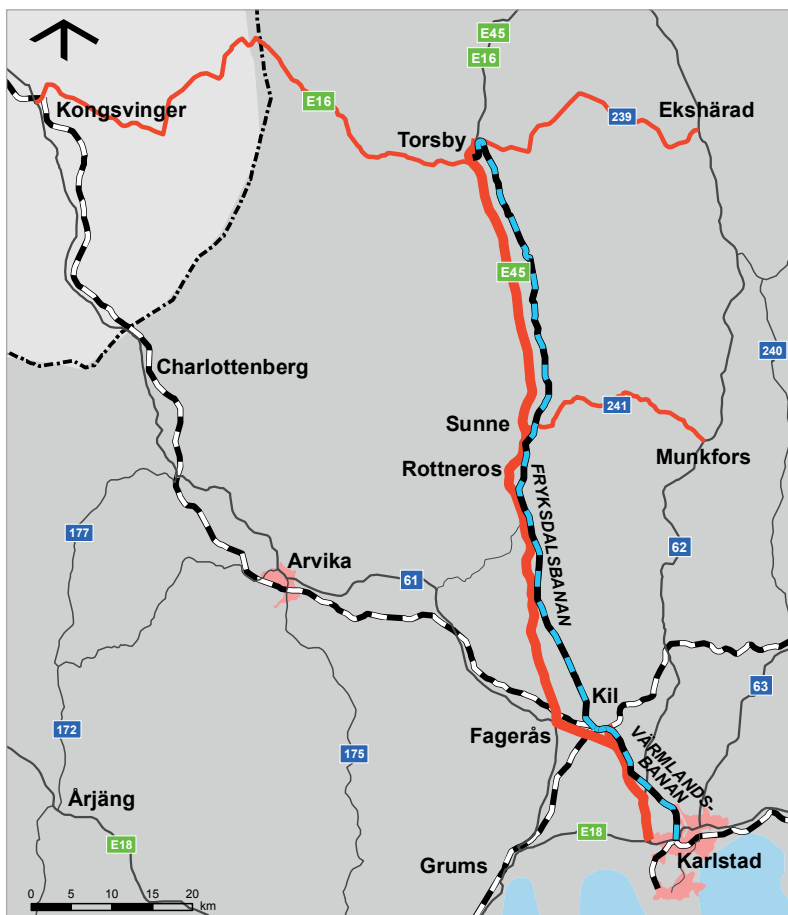 E45
E16
Kongsvinger
E16
239
Ekshärad
Torsby
E45
240
Charlottenberg
Sunne
241
Munkfors
Rottneros
FRYKSDALSBANAN
177
62
Arvika
61
Kil
63
Fagerås
VÄRMLANDS-
BANAN
172
175
Årjäng
E18
E18
Grums
Karlstad
0 5 10 15 20
km